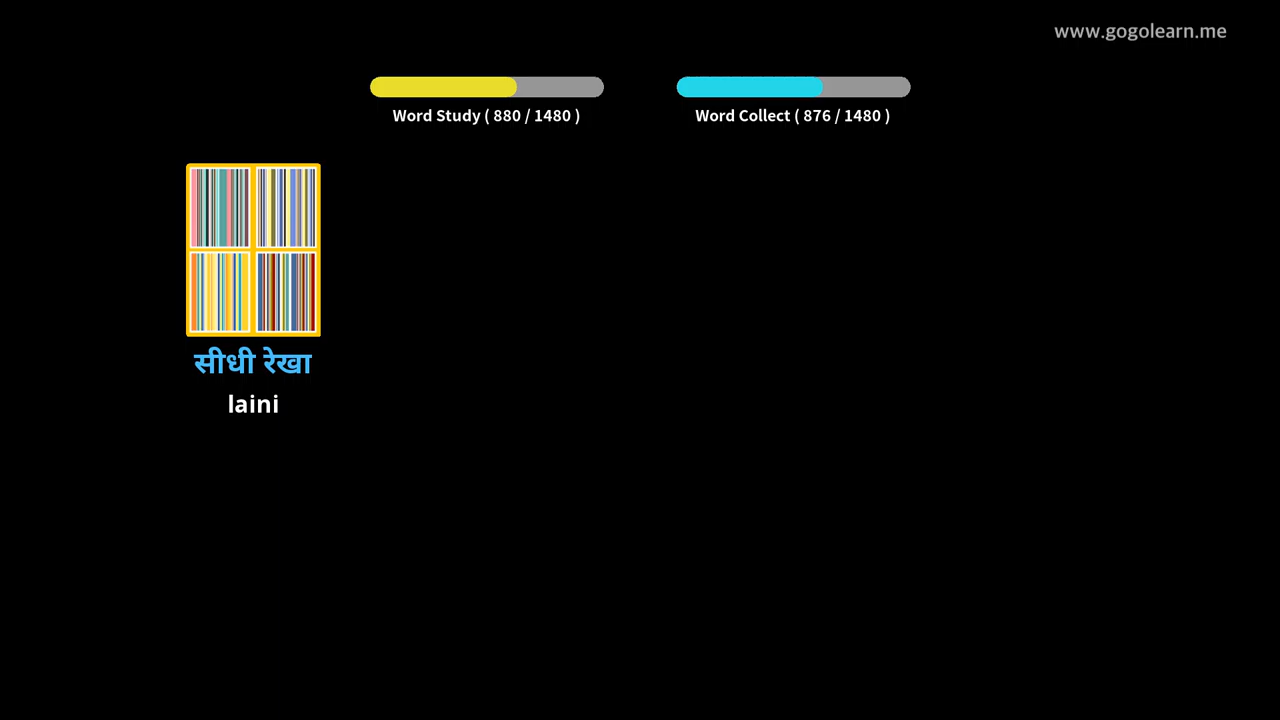 www.gogolearn.me
Word Study ( 880 / 1480 )
Word Collect ( 876 / 1480 )
सीधी रेखा
laini